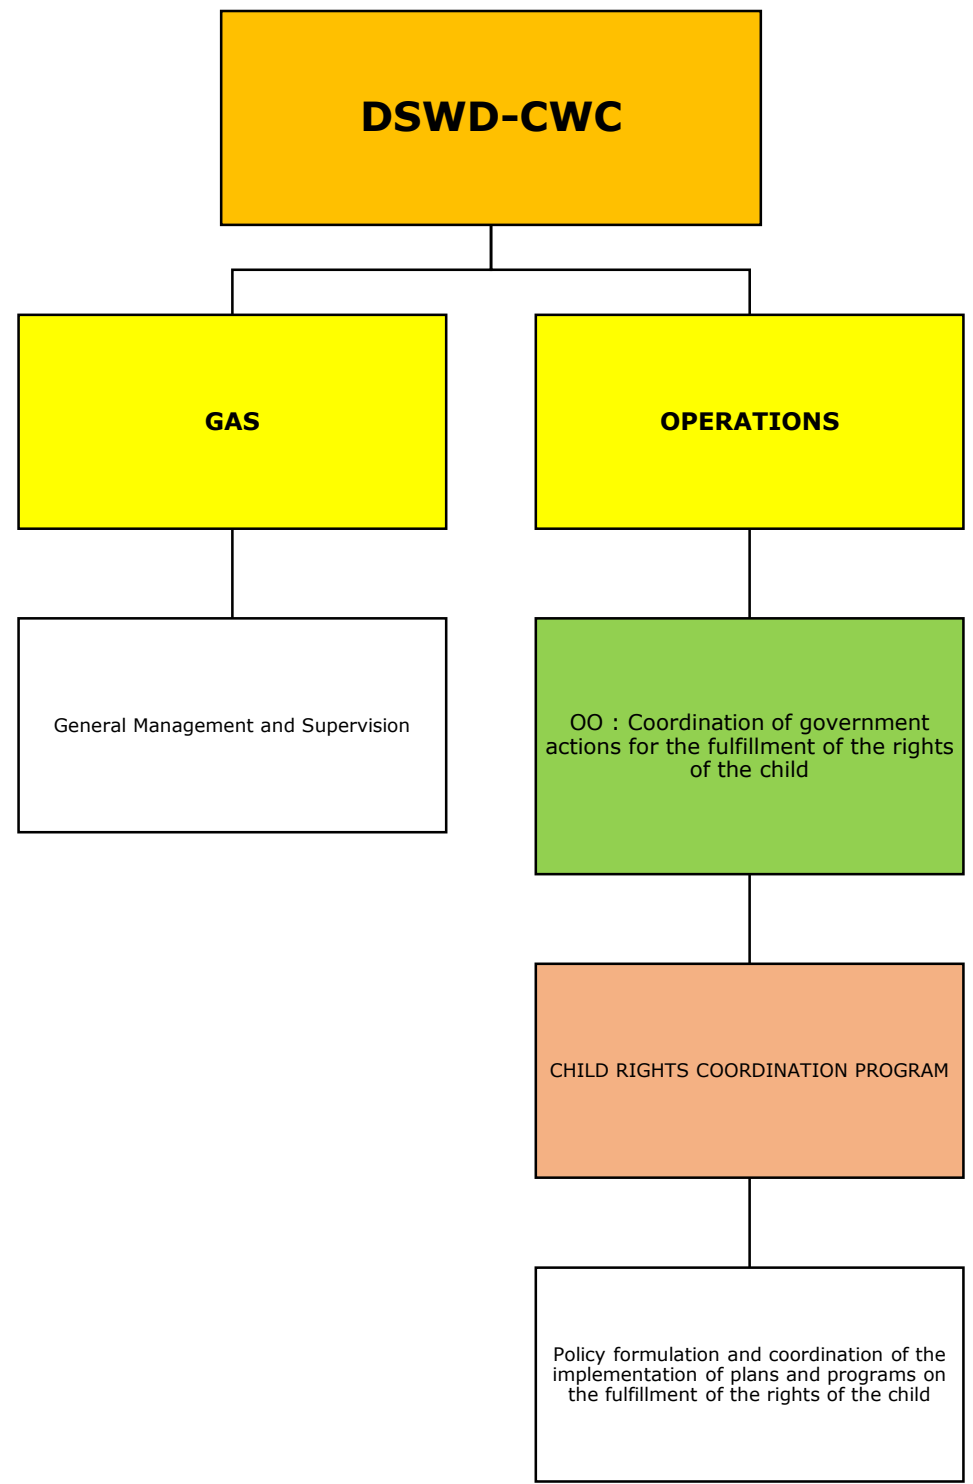 DSWD-CWC
GAS
OPERATIONS
General Management and Supervision
OO : Coordination of government
actions for the fulfillment of the rights
of the child
CHILD RIGHTS COORDINATION PROGRAM
Policy formulation and coordination of the
implementation of plans and programs on
the fulfillment of the rights of the child